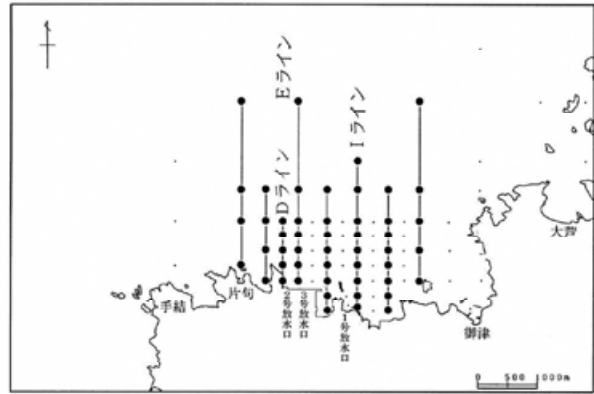 Eライン
Iライン
Dライン
大芦
手結
片句
2号放水口
3号放水口
1号放水口
御津
0 500 1000m